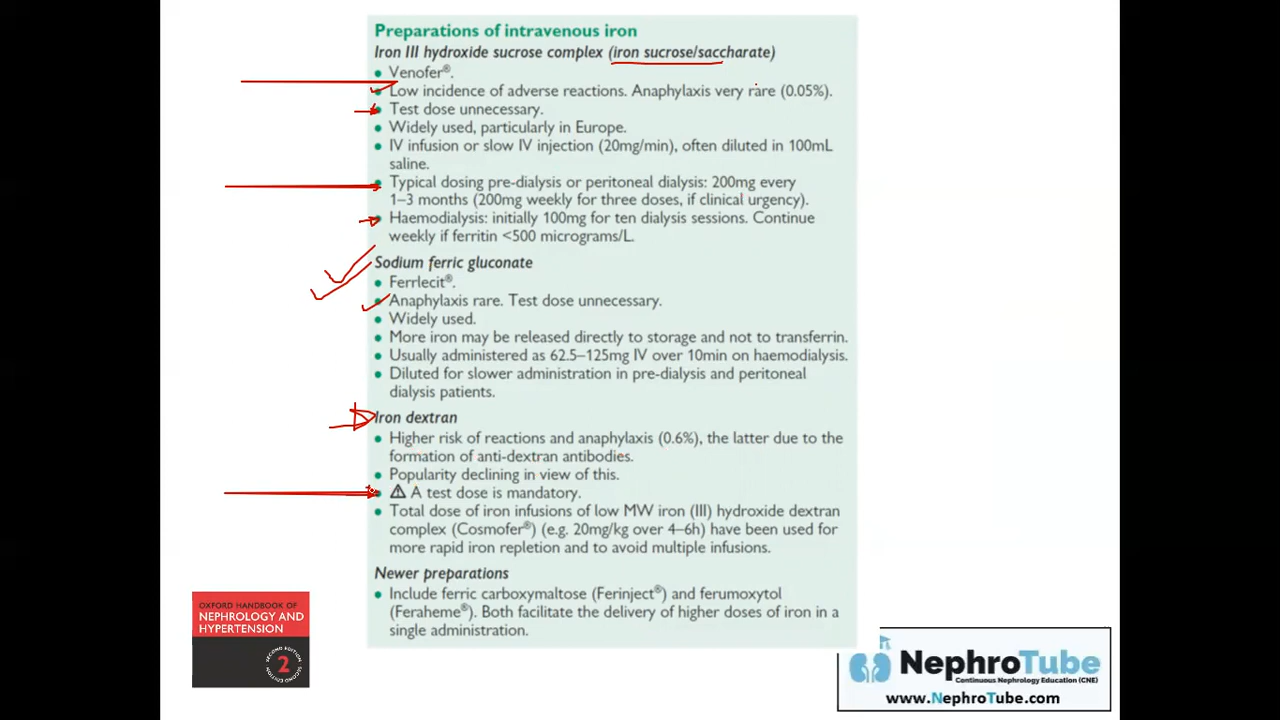 Preparations of intravenous iron
Iron III hydroxide sucrose complex (iron sucrose/saccharate)
• Venofer®.
• Low incidence of adverse reactions. Anaphylaxis very rare (0.05%).
• Test dose unnecessary.
• Widely used, particularly in Europe.
• IV infusion or slow IV injection (20mg/min), often diluted in 100mL
saline.
• Typical dosing pre-dialysis or peritoneal dialysis: 200mg every
1–3 months (200mg weekly for three doses, if clinical urgency).
• Haemodialysis: initially 100mg for ten dialysis sessions. Continue
weekly if ferritin <500 micrograms/L.
Sodium ferric gluconate
• Ferrlecit®.
• Anaphylaxis rare. Test dose unnecessary.
• Widely used.
• More iron may be released directly to storage and not to transferrin.
• Usually administered as 62.5–125mg IV over 10min on haemodialysis.
• Diluted for slower administration in pre-dialysis and peritoneal
dialysis patients.
Iron dextran
• Higher risk of reactions and anaphylaxis (0.6%), the latter due to the
formation of anti-dextran antibodies.
• Popularity declining in view of this.
• ⚠ A test dose is mandatory.
• Total dose of iron infusions of low MW iron (III) hydroxide dextran
complex (Cosmofer®) (e.g. 20mg/kg over 4–6h) have been used for
more rapid iron repletion and to avoid multiple infusions.
Newer preparations
• Include ferric carboxymaltose (Ferinject®) and ferumoxytol
(Feraheme®). Both facilitate the delivery of higher doses of iron in a
single administration.
OXFORD HANDBOOK OF
NEPHROLOGY AND
HYPERTENSION
SECOND EDITION
2
SECOND EDITION
NephroTube
Continuous Nephrology Education (CNE)
www.NephroTube.com